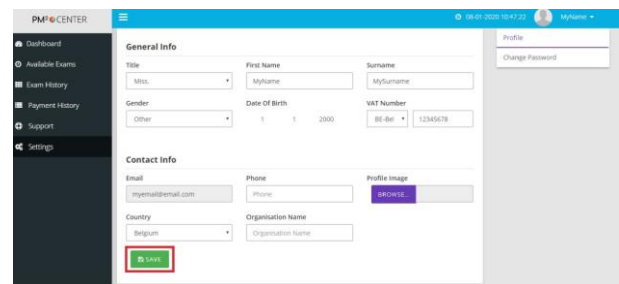 PM² CENTER
08-01-2020 10:47:22 MyName
Dashboard
Available Exams
Exam History
Payment History
Support
Settings
General Info
Title First Name Surname
Miss. MyName MySurname
Gender Date Of Birth VAT Number
Other 1 1 2000 BE-Bel 12345678
Contact Info
Email Phone Profile Image
myemail@email.com Phone BROWSE..
Country Organisation Name
Belgium Organisation Name
SAVE
Profile
Change Password